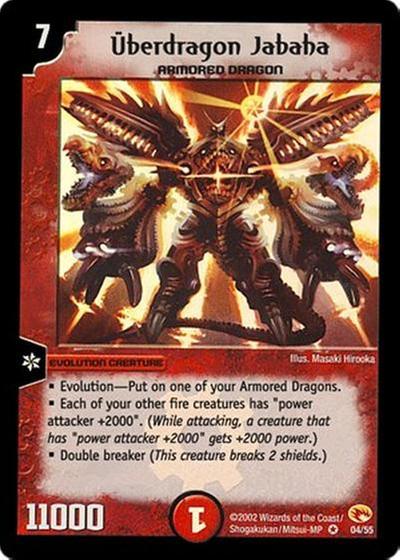 7
Überdragon Jabaha
ARMORED DRAGON
Illus. Masaki Hirooka
EVOLUTION CREATURE
▪ Evolution—Put on one of your Armored Dragons.
▪ Each of your other fire creatures has "power
attacker +2000". (While attacking, a creature that
has "power attacker +2000" gets +2000 power.)
▪ Double breaker (This creature breaks 2 shields.)
11000
1
©2002 Wizards of the Coast/
Shogakukan/Mitsui-MP ✪ 04/55